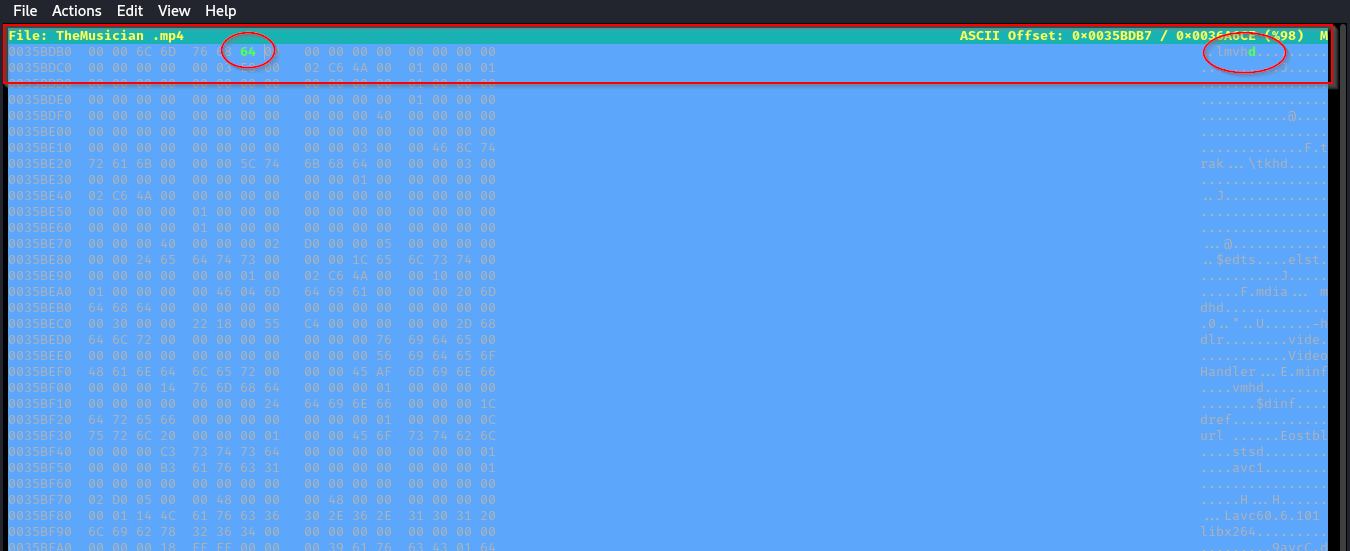 File Actions Edit View Help
File: TheMusician .mp4 ASCII Offset: 0x0035BDB7 / 0x0036A6CE (%98) M
0035BDB0 00 00 6C 6D 76 68 64 00 00 00 00 00 00 00 00 ..lmvhd.........
0035BDC0 00 00 00 00 00 03 00 02 C6 4A 00 01 00 00 01
0035BDE0 00 00 00 00 00 00 00 00 00 00 00 00 01 00 00 00 00 ................
0035BDF0 00 00 00 00 00 00 00 00 00 00 00 40 00 00 00 00 ...........@....
0035BE00 00 00 00 00 00 00 00 00 00 00 00 00 00 00 00 00 ................
0035BE10 00 00 00 00 00 00 00 00 00 00 03 00 00 46 8C 74 .............F.t
0035BE20 72 61 6B 00 00 00 5C 74 6B 68 64 00 00 00 03 00 rak...\tkhd.....
0035BE30 00 00 00 00 00 00 00 00 00 00 01 00 00 00 00 00 ................
0035BE40 02 C6 4A 00 00 00 00 00 00 00 00 00 00 00 00 00 ..J.............
0035BE50 00 00 00 00 01 00 00 00 00 00 00 00 00 00 00 00 ................
0035BE60 00 00 00 00 01 00 00 00 00 00 00 00 00 00 00 00 ................
0035BE70 00 00 00 40 00 00 00 02 D0 00 00 05 00 00 00 00 ...@............
0035BE80 00 00 24 65 64 74 73 00 00 00 1C 65 6C 73 74 00 ..$edts....elst.
0035BE90 00 00 00 00 00 00 01 00 02 C6 4A 00 00 10 00 00 ..........J.....
0035BEA0 01 00 00 00 00 46 04 6D 64 69 61 00 00 00 20 6D .....F.mdia... m
0035BEB0 64 68 64 00 00 00 00 00 00 00 00 00 00 00 00 00 dhd.............
0035BEC0 00 30 00 00 22 18 00 55 C4 00 00 00 00 00 2D 68 .0.."..U......-h
0035BED0 64 6C 72 00 00 00 00 00 00 00 00 76 69 64 65 00 dlr........vide.
0035BEE0 00 00 00 00 00 00 00 00 00 00 00 56 69 64 65 6F ...........Video
0035BEF0 48 61 6E 64 6C 65 72 00 00 00 45 AF 6D 69 6E 66 Handler...E.minf
0035BF00 00 00 00 14 76 6D 68 64 00 00 00 01 00 00 00 00 ....vmhd........
0035BF10 00 00 00 00 00 00 00 24 64 69 6E 66 00 00 00 1C .......$dinf....
0035BF20 64 72 65 66 00 00 00 00 00 00 00 01 00 00 00 0C dref............
0035BF30 75 72 6C 20 00 00 00 01 00 00 45 6F 73 74 62 6C url ......Eostbl
0035BF40 00 00 00 C3 73 74 73 64 00 00 00 00 00 00 00 01 ....stsd........
0035BF50 00 00 00 B3 61 76 63 31 00 00 00 00 00 00 00 01 ....avc1........
0035BF60 00 00 00 00 00 00 00 00 00 00 00 00 00 00 00 00 ................
0035BF70 02 D0 05 00 00 48 00 00 00 48 00 00 00 00 00 00 .....H...H......
0035BF80 00 01 14 4C 61 76 63 36 30 2E 36 2E 31 30 31 20 ...Lavc60.6.101
0035BF90 6C 69 62 78 32 36 34 00 00 00 00 00 00 00 00 00 libx264.........
0035BFA0 00 00 00 18 FF FF 00 00 00 39 61 76 63 43 01 64 .........9avcC.d